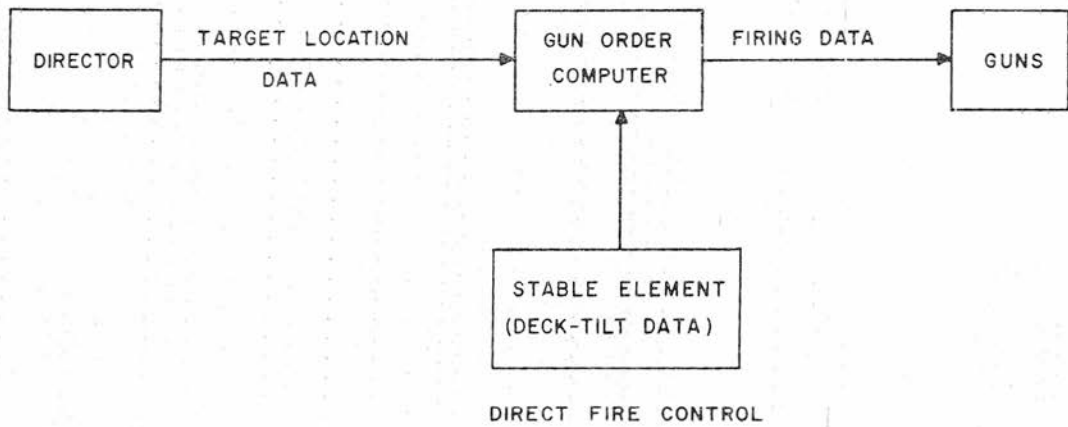 DIRECTOR
TARGET LOCATION
DATA
GUN ORDER
COMPUTER
FIRING DATA
GUNS
STABLE ELEMENT
(DECK-TILT DATA)
DIRECT FIRE CONTROL